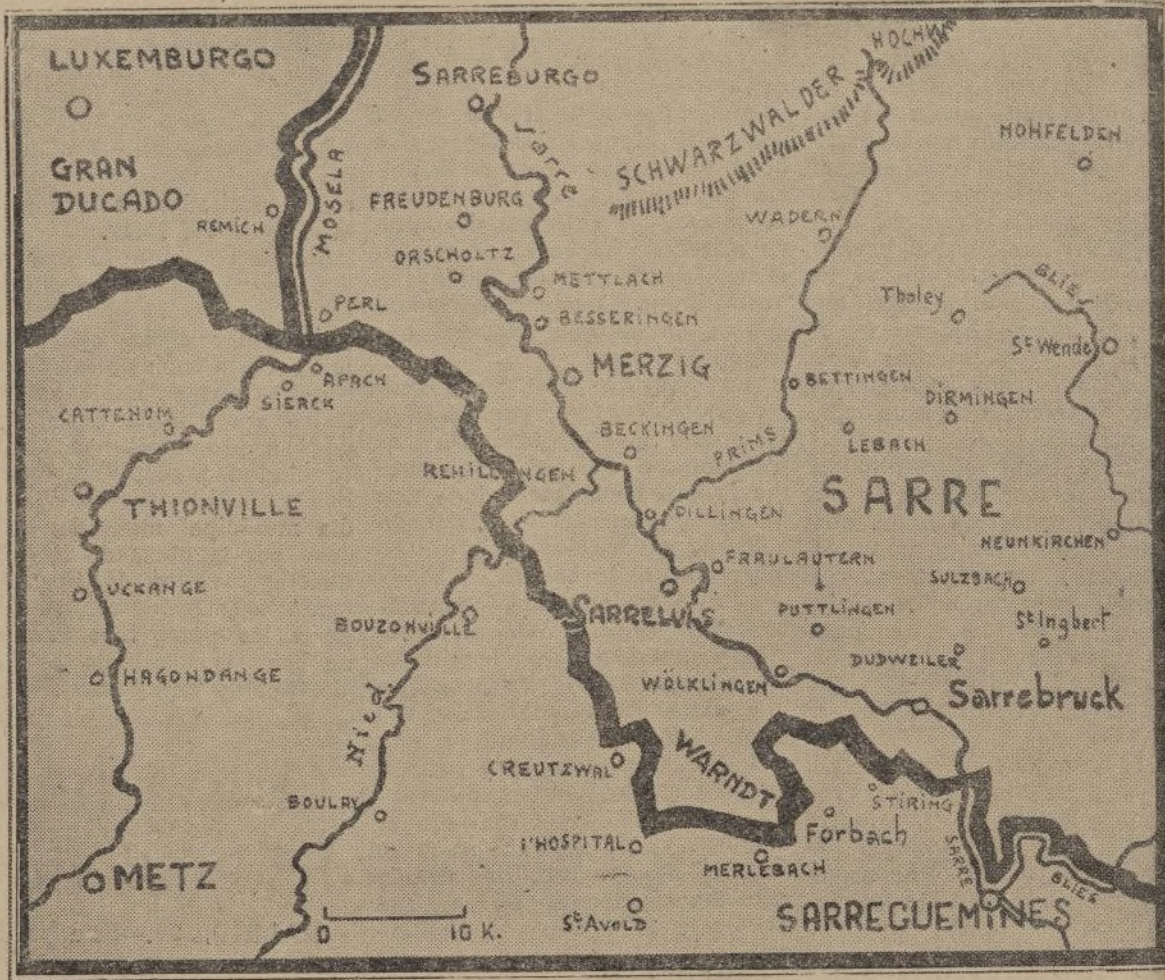 LUXEMBURGO
GRAN
DUCADO
REMICH
MOSELA
SARREBURGO
Sarre
HOCHW
SCHWARZWALDER
HOHFELDEN
FREUDENBURG
ORSCHOLTZ
WADERN
METTLACH
BESSERINGEN
Tholey
BLIES
PERL
St Wendel
MERZIG
APACH
SIERCK
BETTINGEN
DIRMINGEN
CATTENOM
BECKINGEN
PRIMS
LEBACH
THIONVILLE
DILLINGEN
SARRE
NEUNKIRCHEN
FRAULAUTERN
UCKANGE
SULZBACH
SARRELUIS
PUTTLINGEN
BOUZONVILLE
St Ingbert
HAGONDANGE
DUDWEILER
WÖLKLINGEN
Sarrebruck
Nied
WARNDT
CREUTZWAL
BOULAY
STIRING
Forbach
l'HOSPITAL
MERLEBACH
SARRE
BLIES
METZ
St AVOLD
SARREGUEMINES
0 10 K.